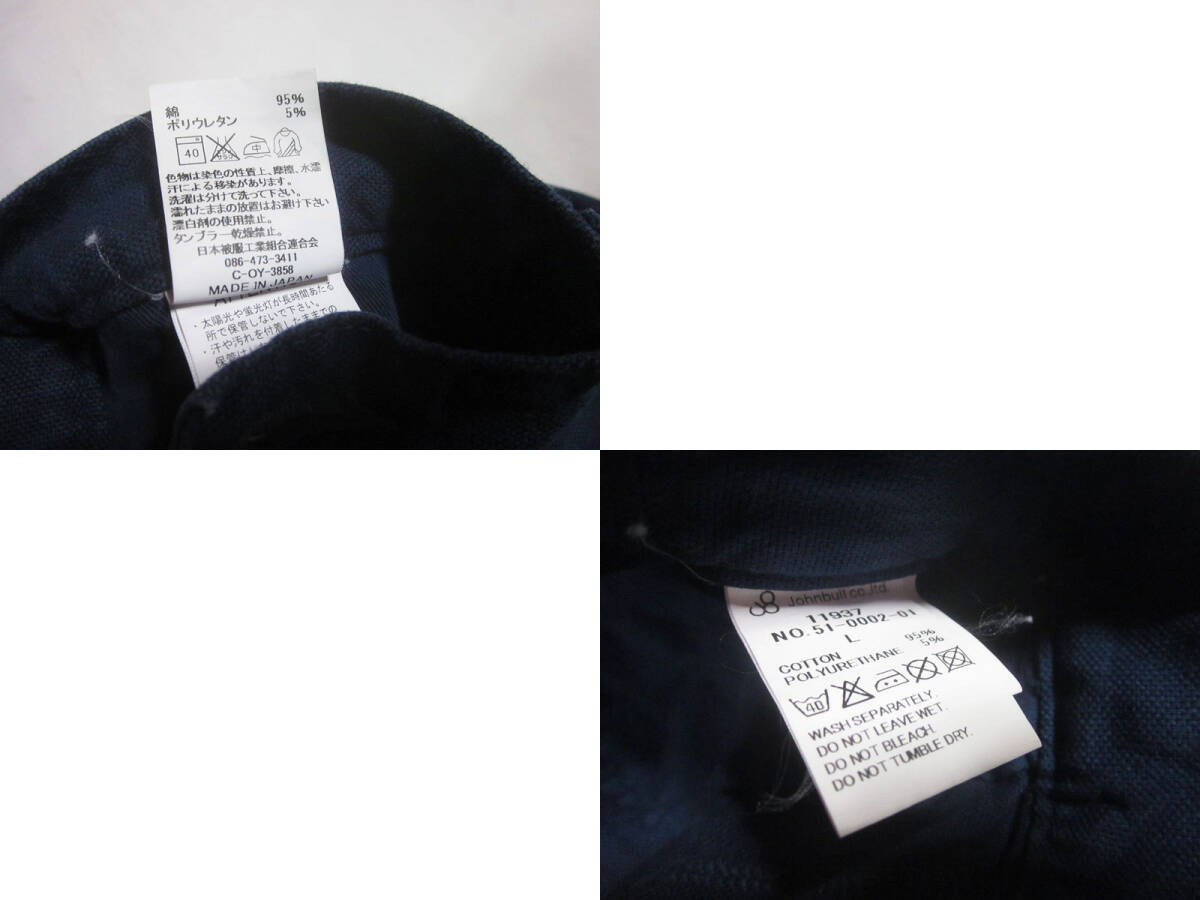 綿 95%
ポリウレタン 5%
40 中
色物は染色の性質上、摩擦、水濡
汗による移染があります。
洗濯は分けて洗って下さい。
濡れたままの放置はお避け下さい
漂白剤の使用禁止。
タンブラー乾燥禁止。
日本被服工業組合連合会
086-473-3411
C-OY-3858
MADE IN JAPAN
・太陽光や蛍光灯が長時間あたる
所で保管しないで下さい。
・汗や汚れを付着したままでの
Johnbull co.,ltd
11937
NO.51-0002-01
L
COTTON 95%
POLYURETHANE 5%
40
WASH SEPARATELY.
DO NOT LEAVE WET.
DO NOT BLEACH.
DO NOT TUMBLE DRY.